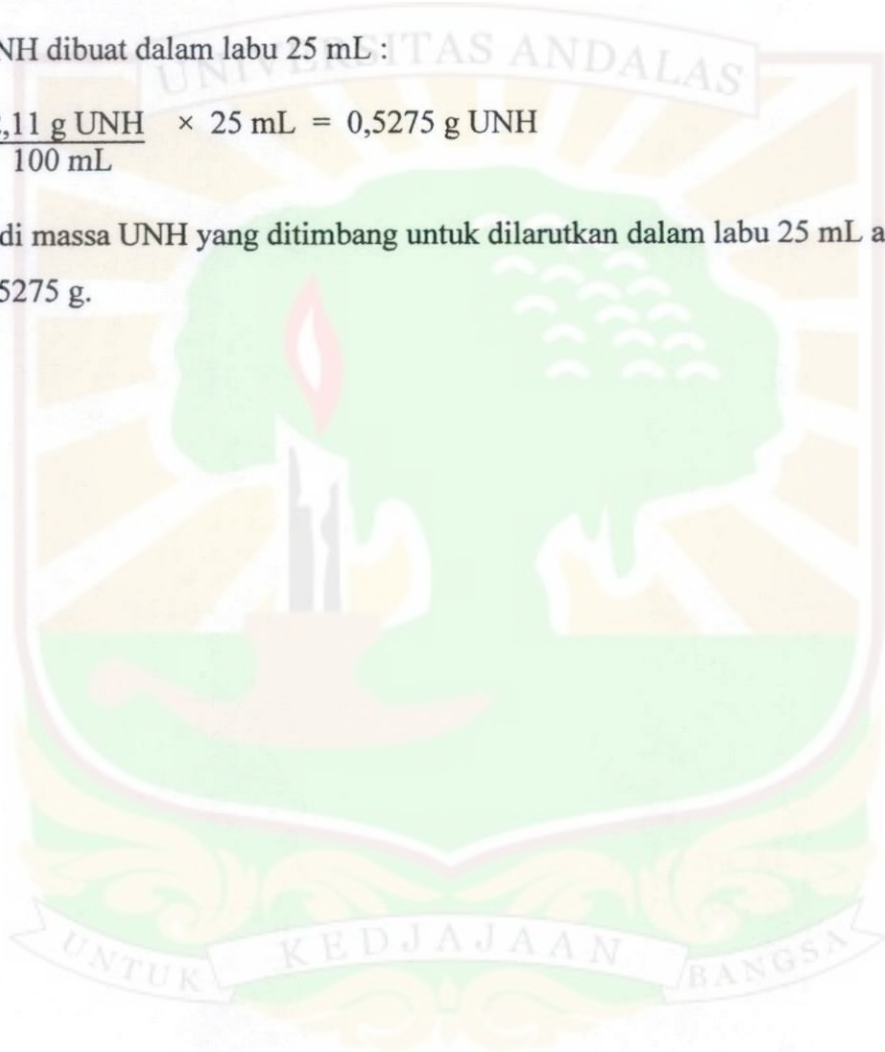 UNIVERSITAS ANDALAS
NH dibuat dalam labu 25 mL :
,11 g UNH × 25 mL = 0,5275 g UNH
100 mL
di massa UNH yang ditimbang untuk dilarutkan dalam labu 25 mL a
5275 g.
UNTUK KEDJAJAAN BANGSA